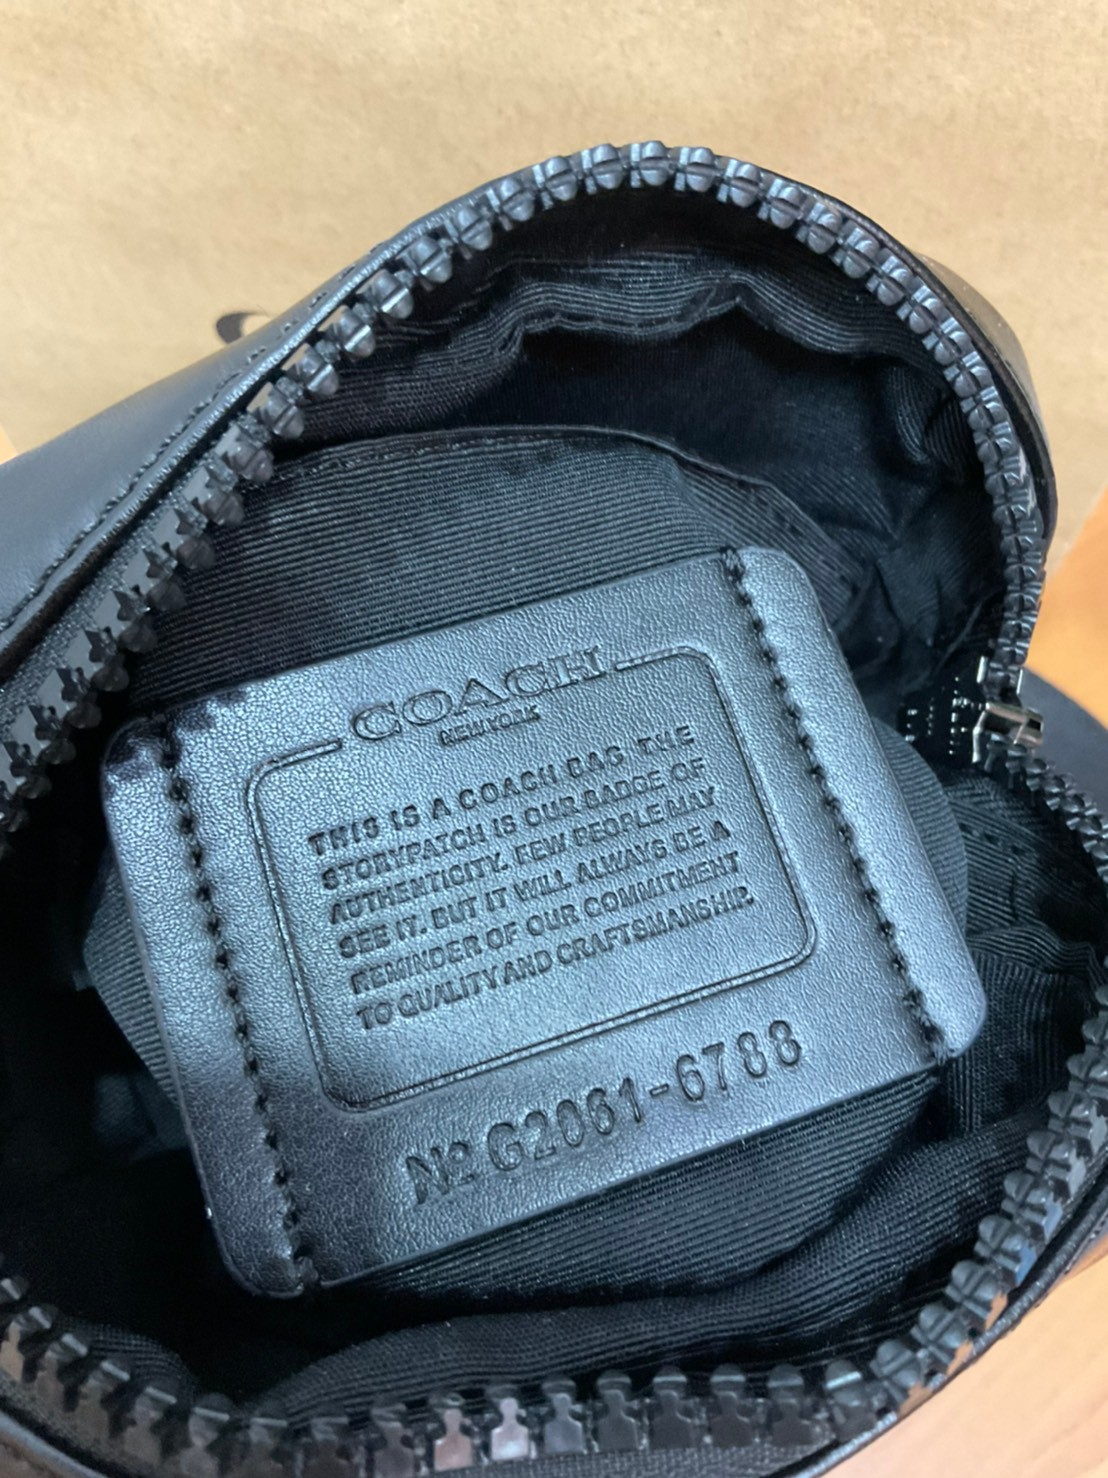 COACH
NEW YORK
THIS IS A COACH BAG THE
STORYPATCH IS OUR BADGE OF
AUTHENTICITY. FEW PEOPLE MAY
SEE IT. BUT IT WILL ALWAYS BE A
REMINDER OF OUR COMMITMENT
TO QUALITY AND CRAFTSMANSHIP.
Nº G2061-6788